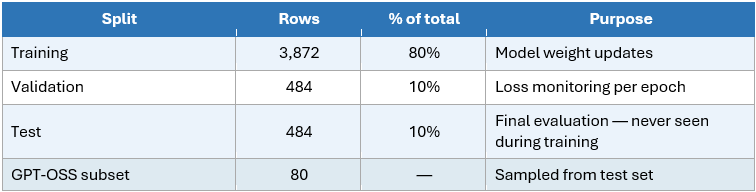 Split Rows % of total Purpose
Training 3,872 80% Model weight updates
Validation 484 10% Loss monitoring per epoch
Test 484 10% Final evaluation — never seen
during training
GPT-OSS subset 80 — Sampled from test set